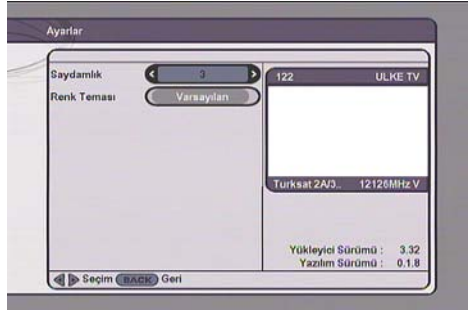 Ayarlar
Saydamlık 3
Renk Teması Varsayılan
122 ULKE TV
Turksat 2A/3.. 12126MHz V
Yükleyici Sürümü : 3.32
Yazılım Sürümü : 0.1.8
Seçim BACK Geri